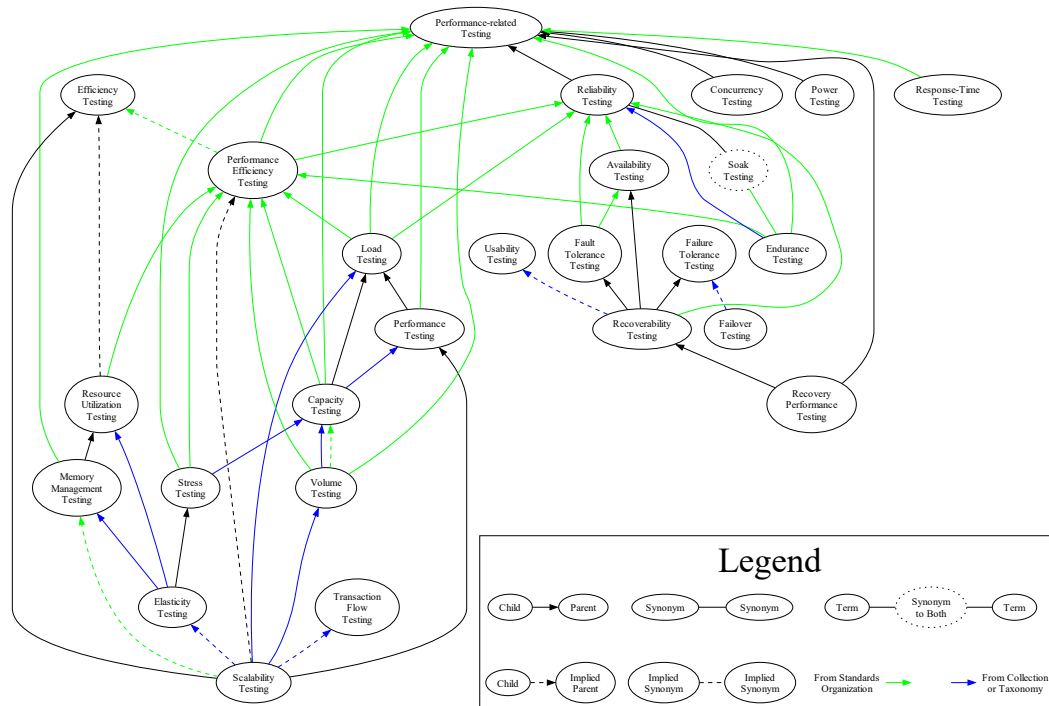 Performance-related
Testing
Efficiency
Testing
Reliability
Testing
Concurrency
Testing
Power
Testing
Response-Time
Testing
Performance
Efficiency
Testing
Availability
Testing
Soak
Testing
Load
Testing
Usability
Testing
Fault
Tolerance
Testing
Failure
Tolerance
Testing
Endurance
Testing
Performance
Testing
Recoverability
Testing
Failover
Testing
Resource
Utilization
Testing
Capacity
Testing
Recovery
Performance
Testing
Memory
Management
Testing
Stress
Testing
Volume
Testing
Elasticity
Testing
Transaction
Flow
Testing
Scalability
Testing
Legend
Child
Parent
Synonym
Synonym
Term
Synonym
to Both
Term
Child
Implied
Parent
Implied
Synonym
Implied
Synonym
From Standards
Organization
From Collection
or Taxonomy